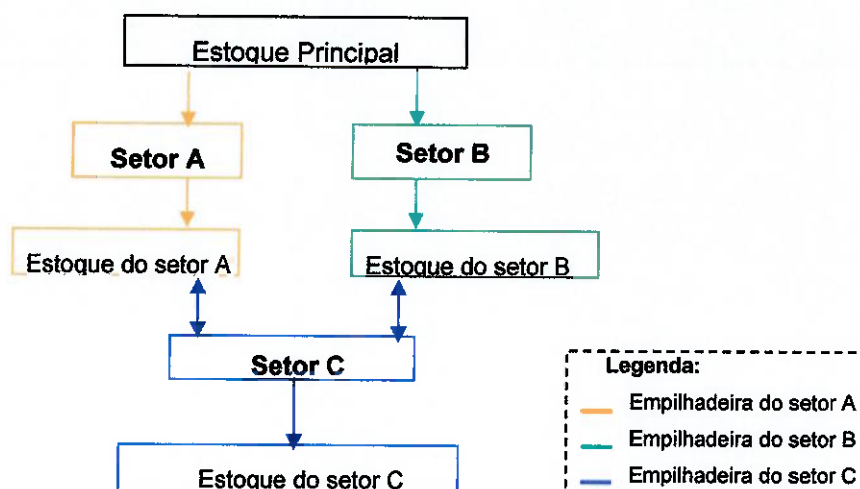 Estoque Principal
Setor A
Setor B
Estoque do setor A
Estoque do setor B
Setor C
Estoque do setor C
Legenda:
Empilhadeira do setor A
Empilhadeira do setor B
Empilhadeira do setor C